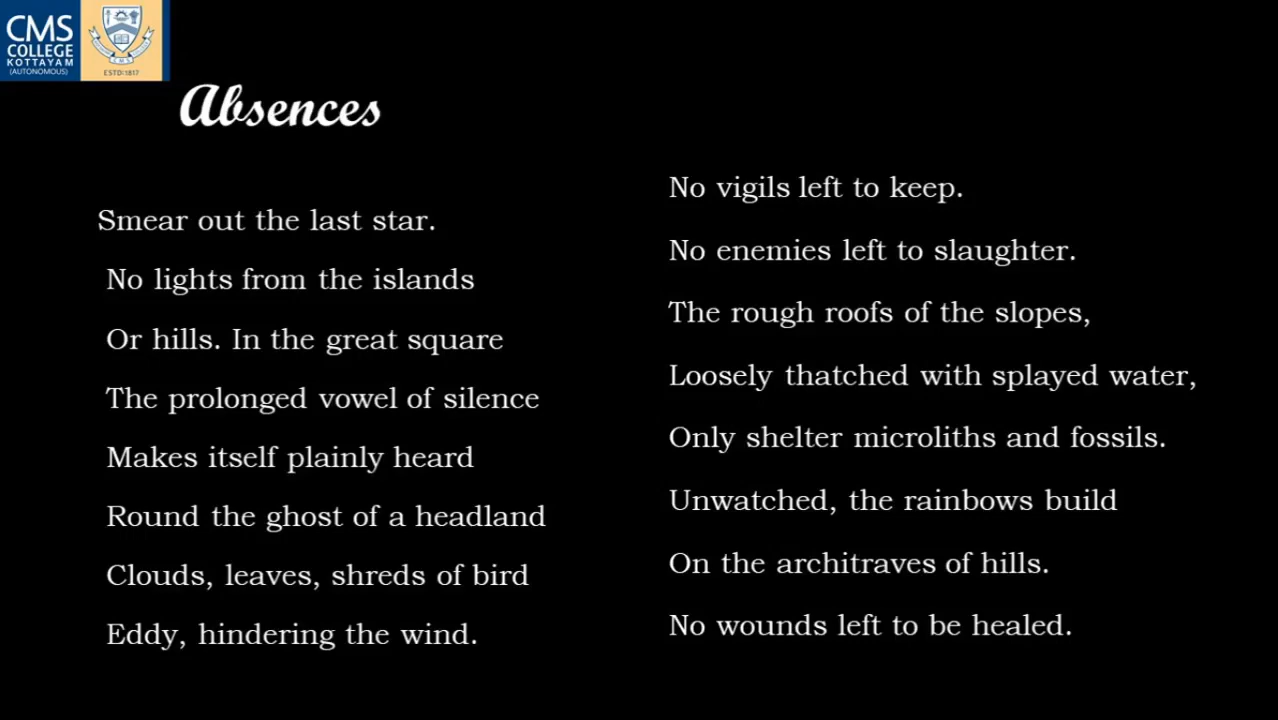 CMS
COLLEGE
KOTTAYAM
(AUTONOMOUS)
CMS
ESTD:1817
Absences
Smear out the last star.
No lights from the islands
Or hills. In the great square
The prolonged vowel of silence
Makes itself plainly heard
Round the ghost of a headland
Clouds, leaves, shreds of bird
Eddy, hindering the wind.
No vigils left to keep.
No enemies left to slaughter.
The rough roofs of the slopes,
Loosely thatched with splayed water,
Only shelter microliths and fossils.
Unwatched, the rainbows build
On the architraves of hills.
No wounds left to be healed.